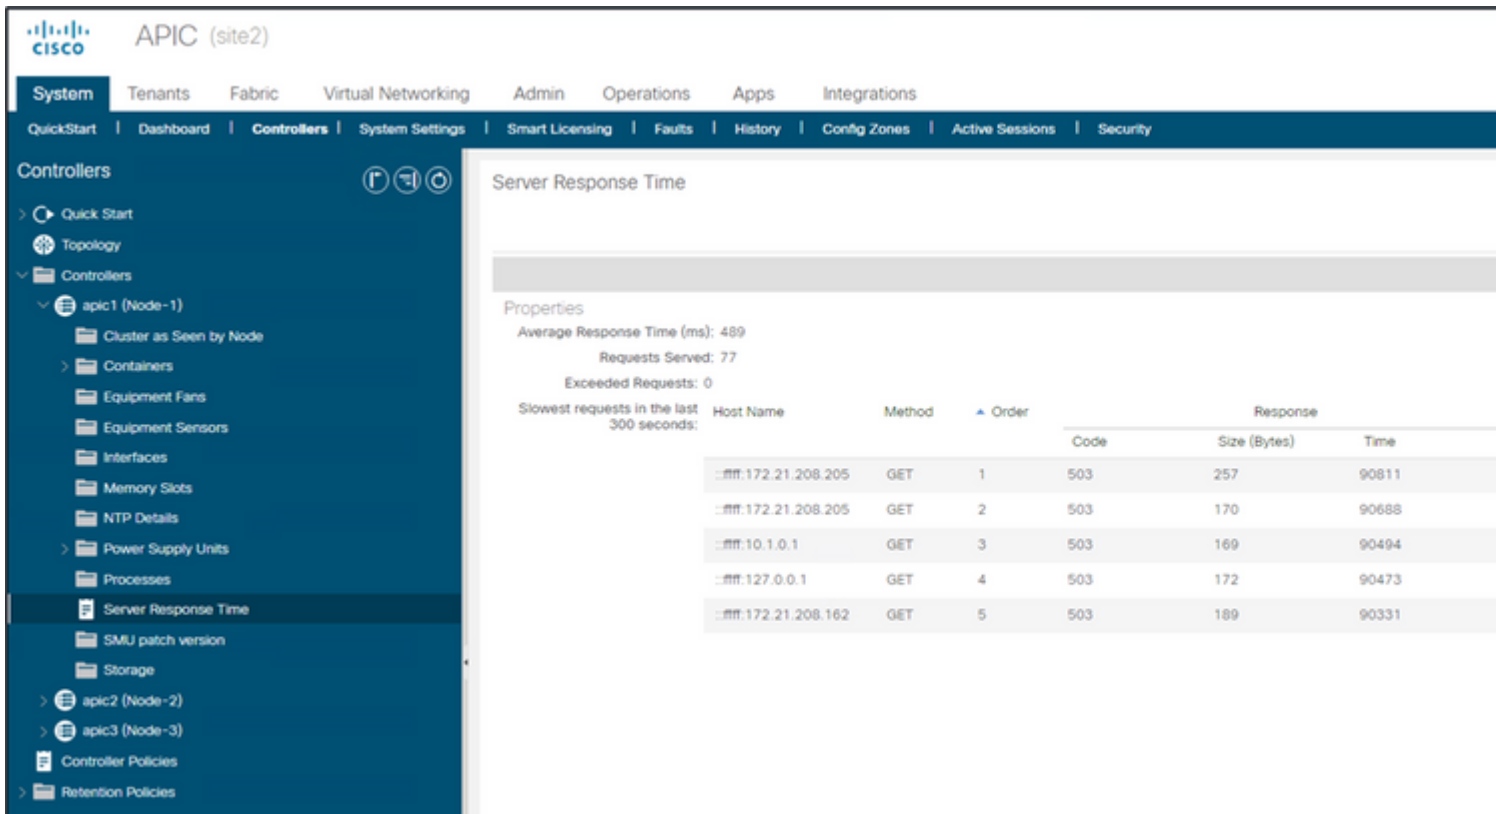 CISCO
APIC (site2)
System Tenants Fabric Virtual Networking Admin Operations Apps Integrations
QuickStart | Dashboard | Controllers | System Settings | Smart Licensing | Faults | History | Config Zones | Active Sessions | Security
Controllers
Quick Start
Topology
Controllers
apic1 (Node-1)
Cluster as Seen by Node
Containers
Equipment Fans
Equipment Sensors
Interfaces
Memory Slots
NTP Details
Power Supply Units
Processes
Server Response Time
SMU patch version
Storage
apic2 (Node-2)
apic3 (Node-3)
Controller Policies
Retention Policies
Server Response Time
Properties
Average Response Time (ms): 489
Requests Served: 77
Exceeded Requests: 0
Slowest requests in the last
300 seconds:
Host Name Method Order Response
Code Size (Bytes) Time
::ffff:172.21.208.205 GET 1 503 257 90811
::ffff:172.21.208.205 GET 2 503 170 90688
::ffff:10.1.0.1 GET 3 503 169 90494
::ffff:127.0.0.1 GET 4 503 172 90473
::ffff:172.21.208.162 GET 5 503 189 90331